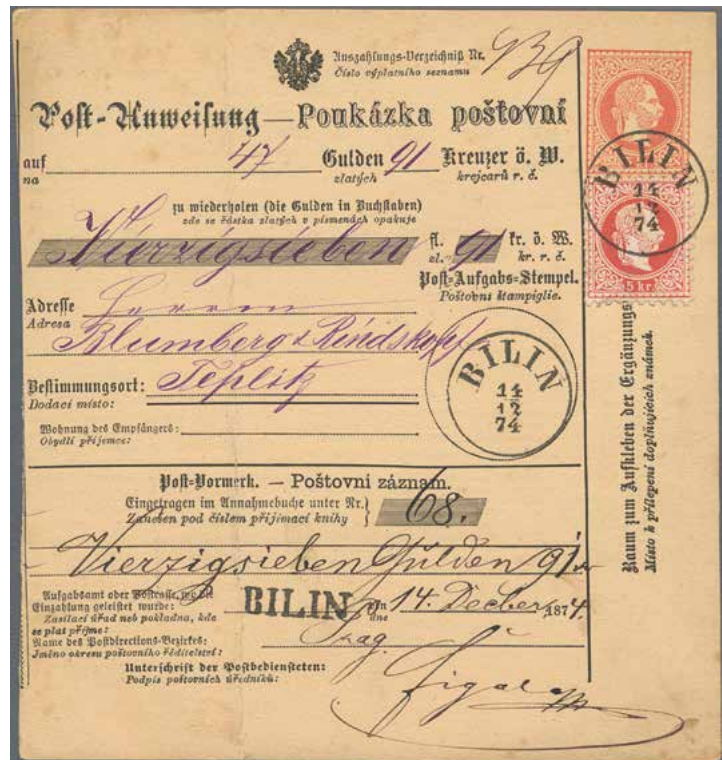 Auszahlungs-Verzeichniß Nr. 139
Číslo výplatního seznamu
Post-Anweisung — Poukázka poštovní
auf 47 Gulden 91 Kreuzer ö. W.
na zlatých krejcarů r. č.
zu wiederholen (die Gulden in Buchstaben)
zde se částka zlatých v písmenách opakuje
Vierzigsieben fl. 91 kr. ö. W.
zl. kr. r. č.
Post-Aufgabs-Stempel.
Poštovní štampiglie.
Adresse Herren
Adresa
Blumberg & Rindskopf
Bestimmungsort: Teplitz
Dodací místo:
Wohnung des Empfängers:
Obydlí příjemce:
BILIN
14
12
74
BILIN
14
12
74
5 kr.
Raum zum Aufkleben der Ergänzungs
Místo k přilepení doplňujících známek.
Post-Vormerk. — Poštovní záznam.
Eingetragen im Annahmebuche unter Nr. 68.
Zanešen pod číslem přijímací knihy
Vierzigsieben Gulden 91
Aufgabsamt oder Postcasse, wo die
Einzahlung geleistet wurde: BILIN am 14. Decber 1874.
Zasílací úřad neb pokladna, kde dne
se plat přijme:
Name des Postdirections-Bezirkes: Prag
Jméno okresu poštovního ředitelství:
Unterschrift der Postbediensteten:
Podpis poštovních úředníků: